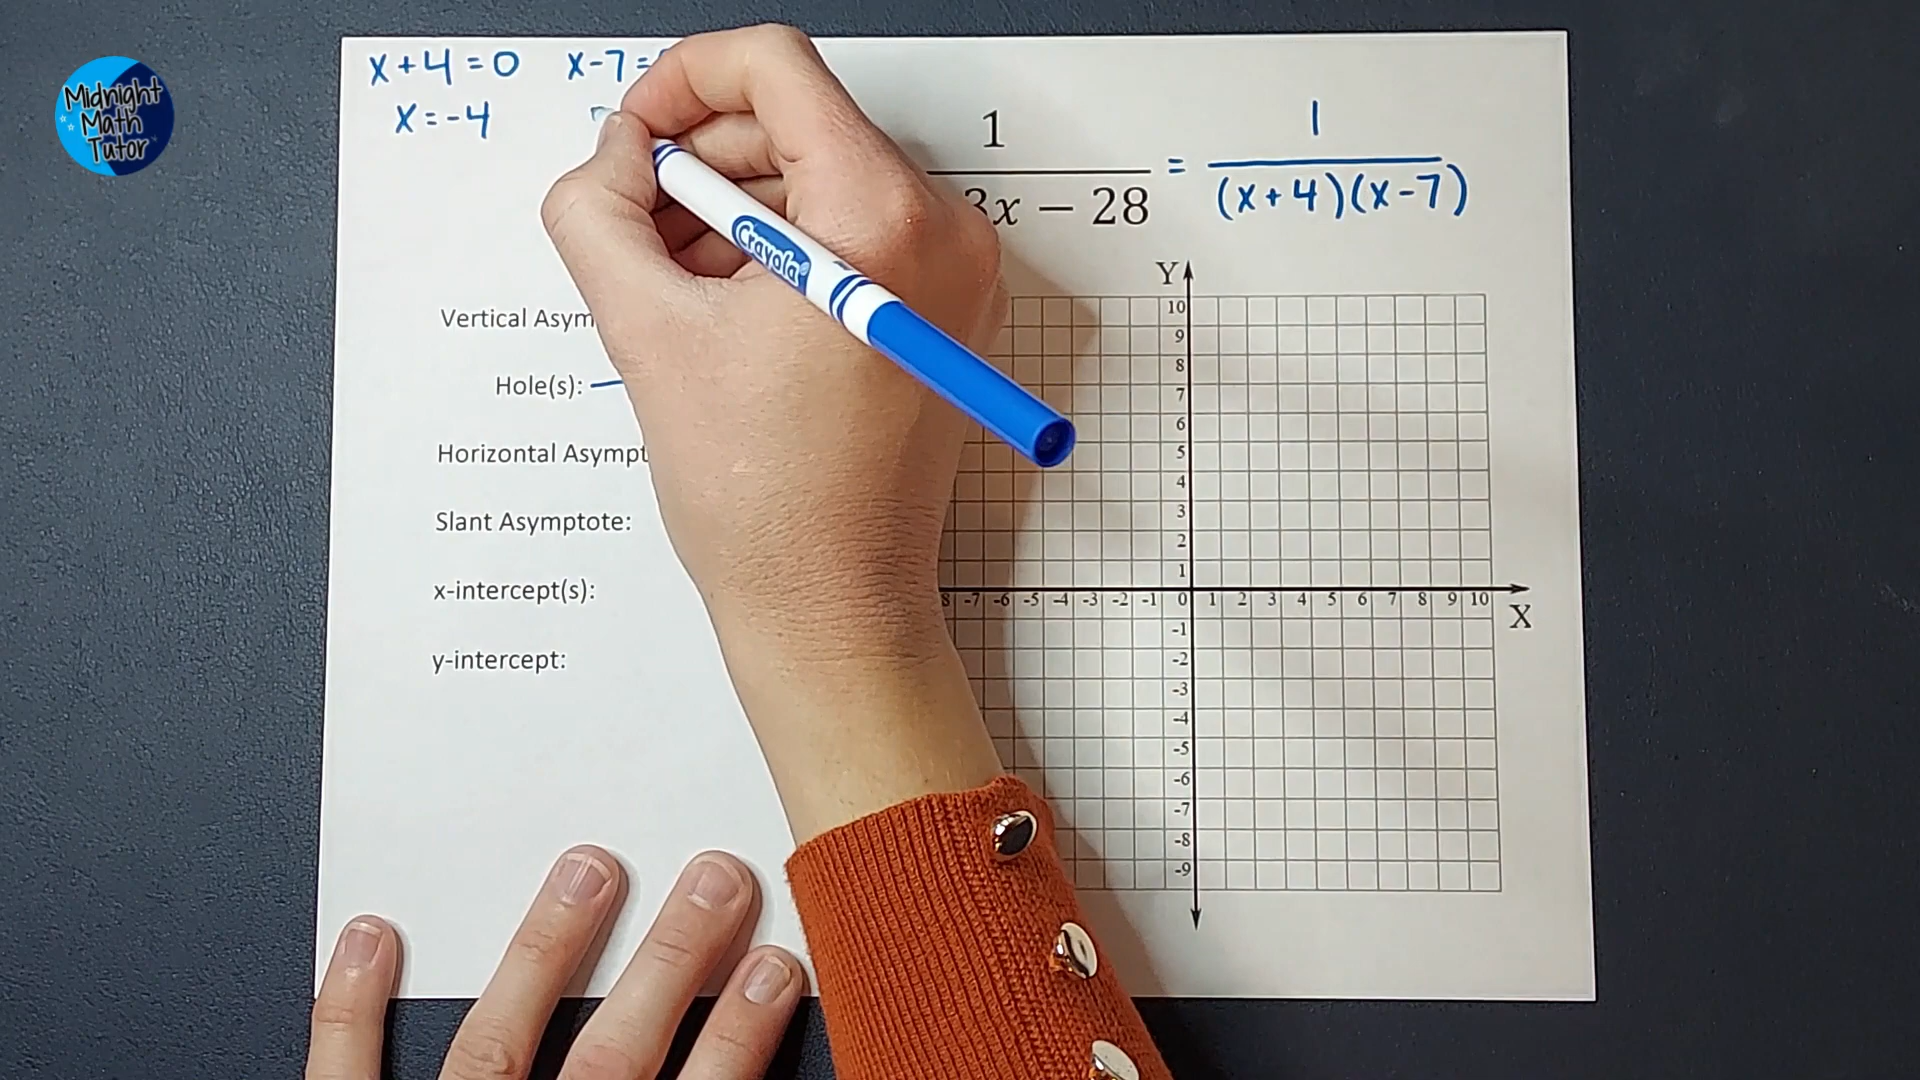 Midnight
Math
Tutor
x+4=0 x-7=
x=-4
1
3x − 28
=
1
(x+4)(x-7)
Crayola
Vertical Asym
Hole(s): —
Horizontal Asympt
Slant Asymptote:
x-intercept(s):
y-intercept:
Y
10
9
8
7
6
5
4
3
2
1
8 -7 -6 -5 -4 -3 -2 -1 0 1 2 3 4 5 6 7 8 9 10
X
-1
-2
-3
-4
-5
-6
-7
-8
-9